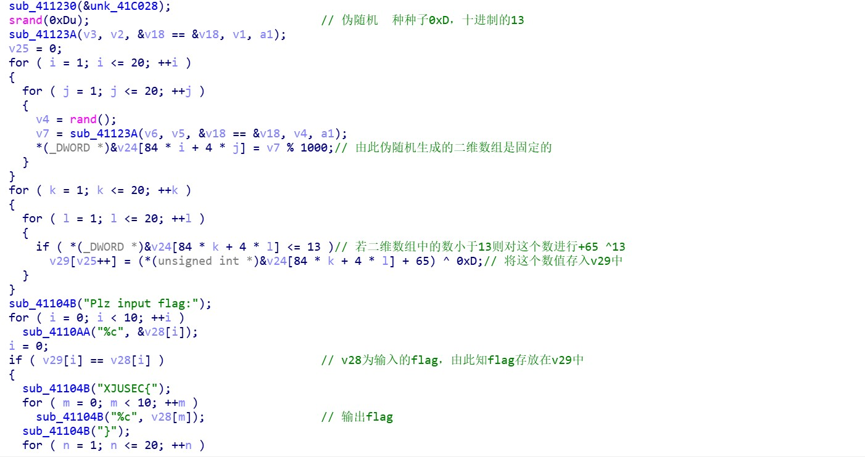 sub_411230(&unk_41C028);
srand(0xDu); // 伪随机 种种子0xD, 十进制的13
sub_41123A(v3, v2, &v18 == &v18, v1, a1);
v25 = 0;
for ( i = 1; i <= 20; ++i )
{
for ( j = 1; j <= 20; ++j )
{
v4 = rand();
v7 = sub_41123A(v6, v5, &v18 == &v18, v4, a1);
*(_DWORD *)&v24[84 * i + 4 * j] = v7 % 1000;// 由此伪随机生成的二维数组是固定的
}
}
for ( k = 1; k <= 20; ++k )
{
for ( l = 1; l <= 20; ++l )
{
if ( *(_DWORD *)&v24[84 * k + 4 * l] <= 13 )// 若二维数组中的数小于13则对这个数进行+65 ^13
v29[v25++] = (*(unsigned int *)&v24[84 * k + 4 * l] + 65) ^ 0xD;// 将这个数值存入v29中
}
}
sub_41104B("Plz input flag:");
for ( i = 0; i < 10; ++i )
sub_4110AA("%c", &v28[i]);
i = 0;
if ( v29[i] == v28[i] ) // v28为输入的flag, 由此知flag存放在v29中
{
sub_41104B("XJUSEC{");
for ( m = 0; m < 10; ++m )
sub_41104B("%c", v28[m]); // 输出flag
sub_41104B("}");
for ( n = 1; n <= 20; ++n )